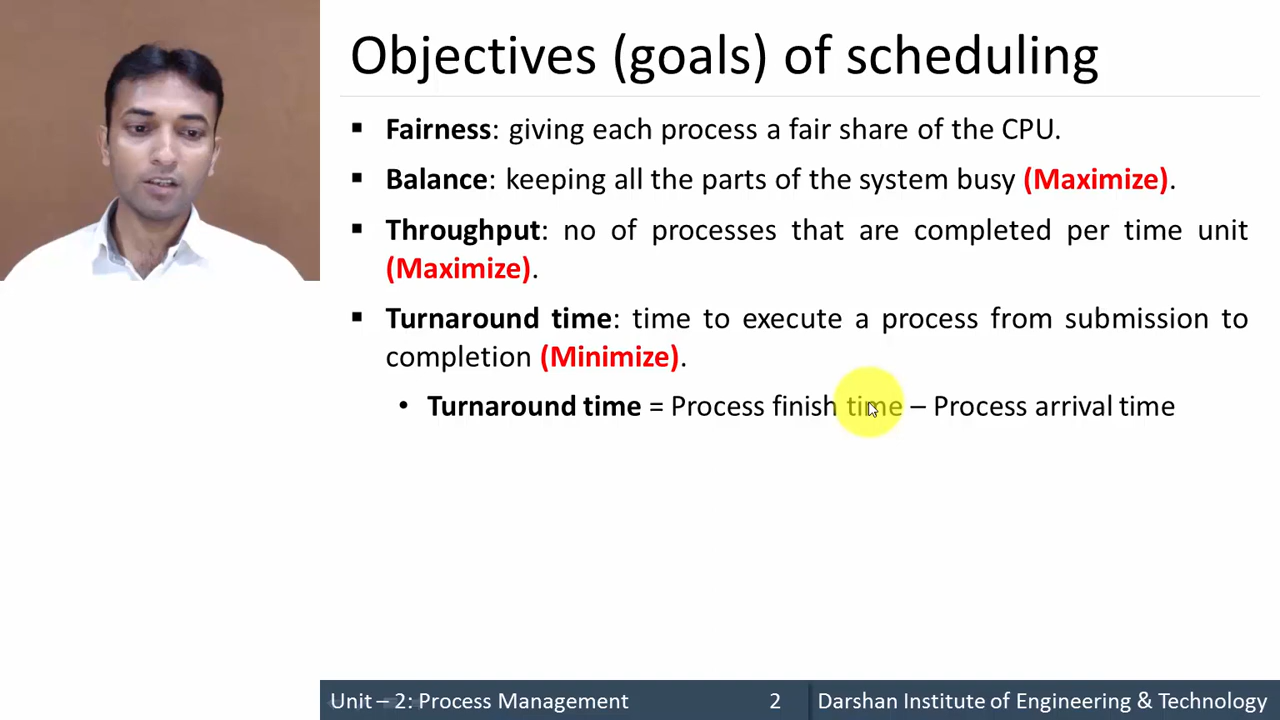 Objectives (goals) of scheduling
▪ Fairness: giving each process a fair share of the CPU.
▪ Balance: keeping all the parts of the system busy (Maximize).
▪ Throughput: no of processes that are completed per time unit
(Maximize).
▪ Turnaround time: time to execute a process from submission to
completion (Minimize).
• Turnaround time = Process finish time – Process arrival time
Unit – 2: Process Management 2 Darshan Institute of Engineering & Technology